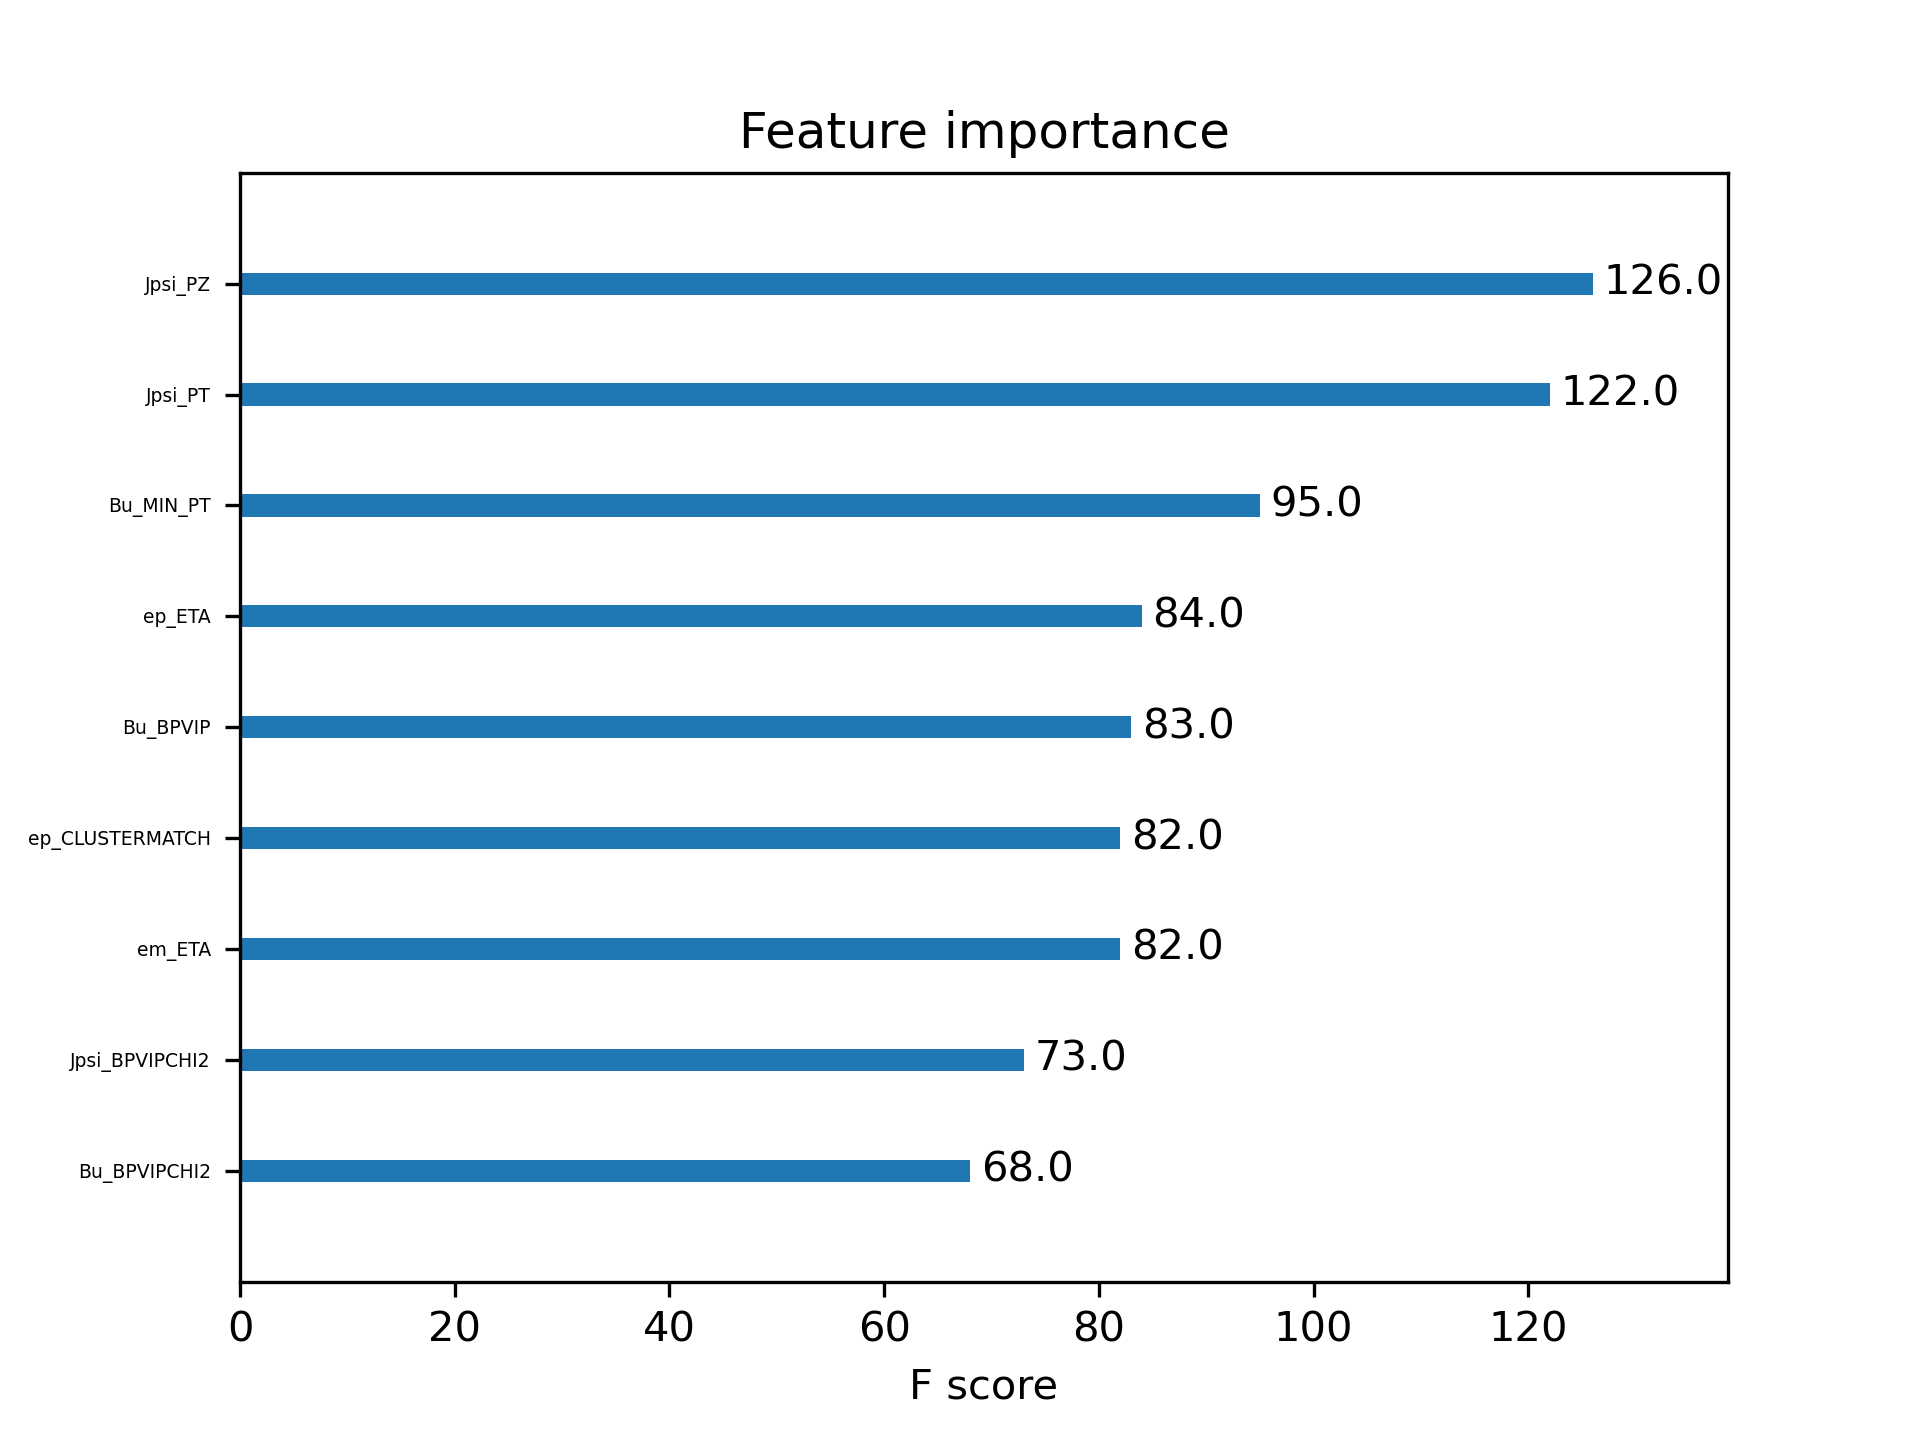 Feature importance
Jpsi_PZ 126.0
Jpsi_PT 122.0
Bu_MIN_PT 95.0
ep_ETA 84.0
Bu_BPVIP 83.0
ep_CLUSTERMATCH 82.0
em_ETA 82.0
Jpsi_BPVIPCHI2 73.0
Bu_BPVIPCHI2 68.0
0 20 40 60 80 100 120
F score